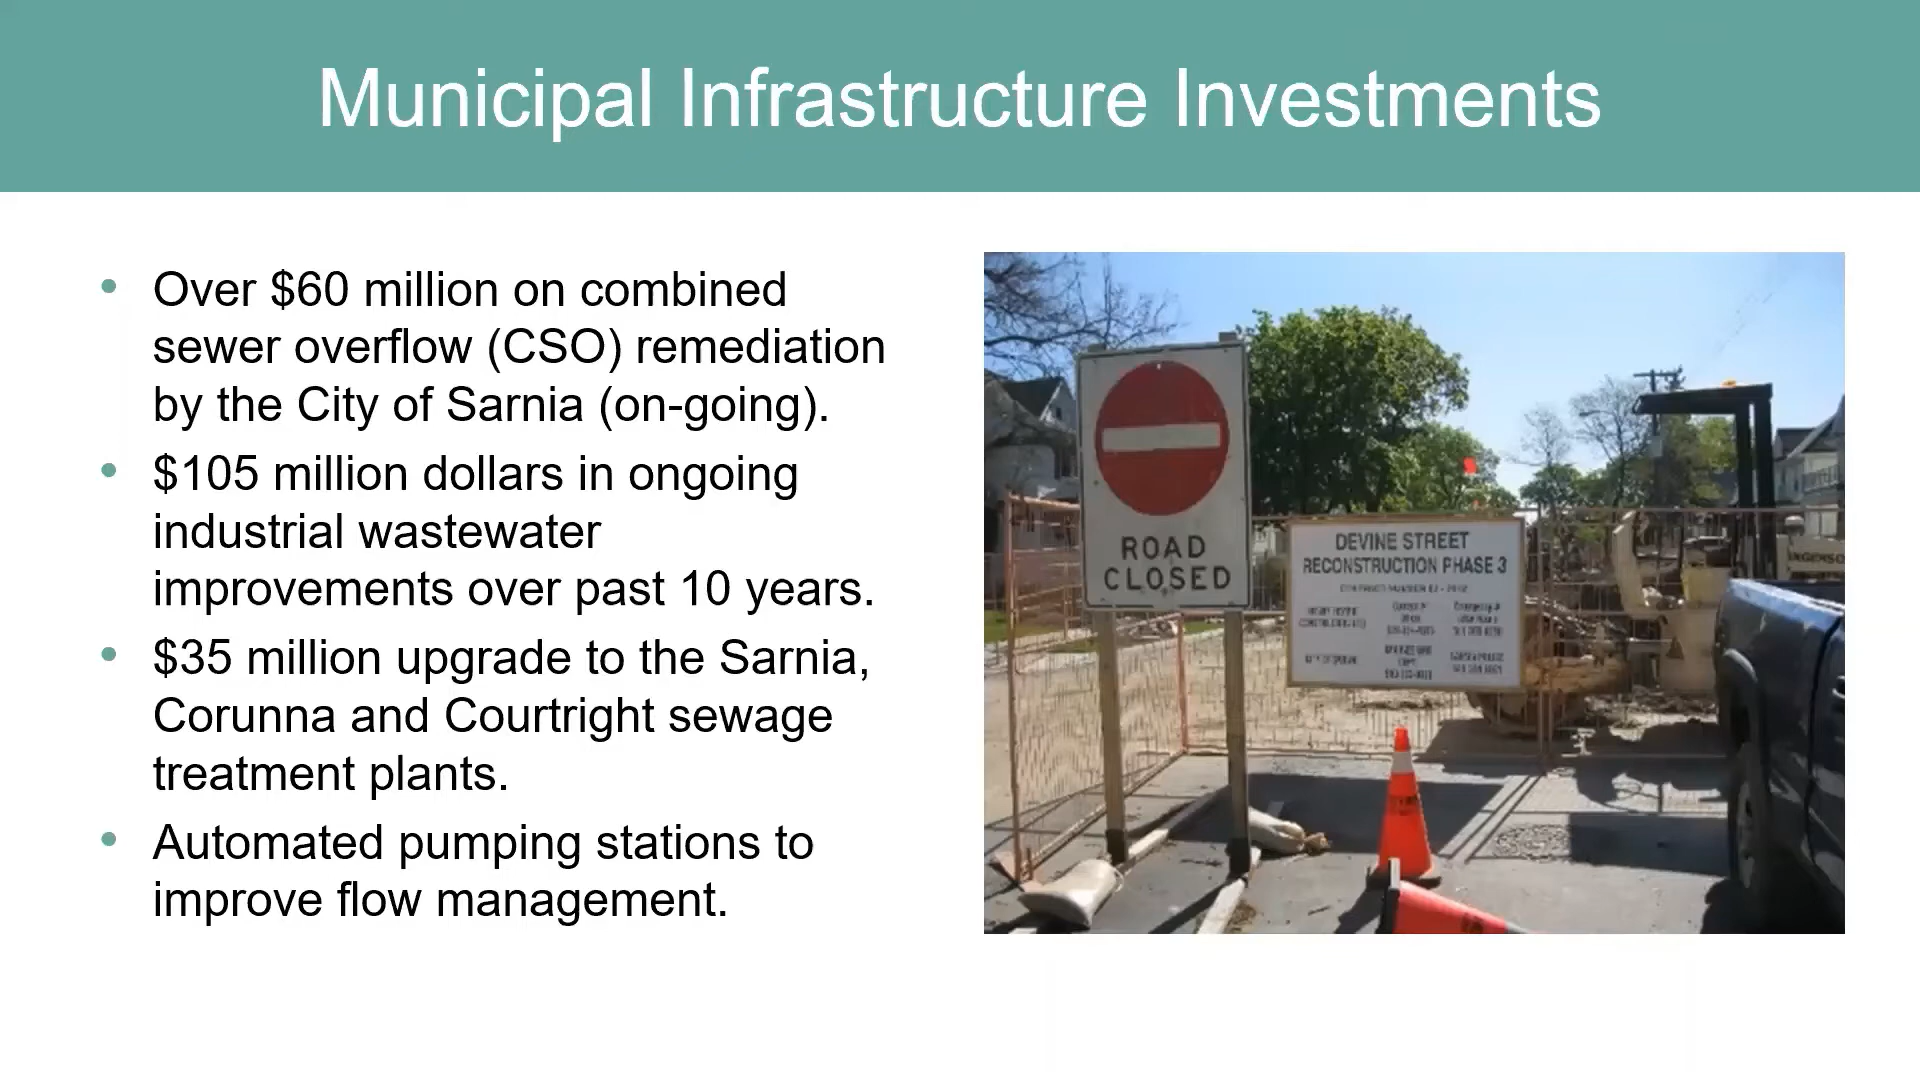 Municipal Infrastructure Investments
• Over $60 million on combined
sewer overflow (CSO) remediation
by the City of Sarnia (on-going).
• $105 million dollars in ongoing
industrial wastewater
improvements over past 10 years.
• $35 million upgrade to the Sarnia,
Corunna and Courtright sewage
treatment plants.
• Automated pumping stations to
improve flow management.
ROAD
CLOSED
DEVINE STREET
RECONSTRUCTION PHASE 3